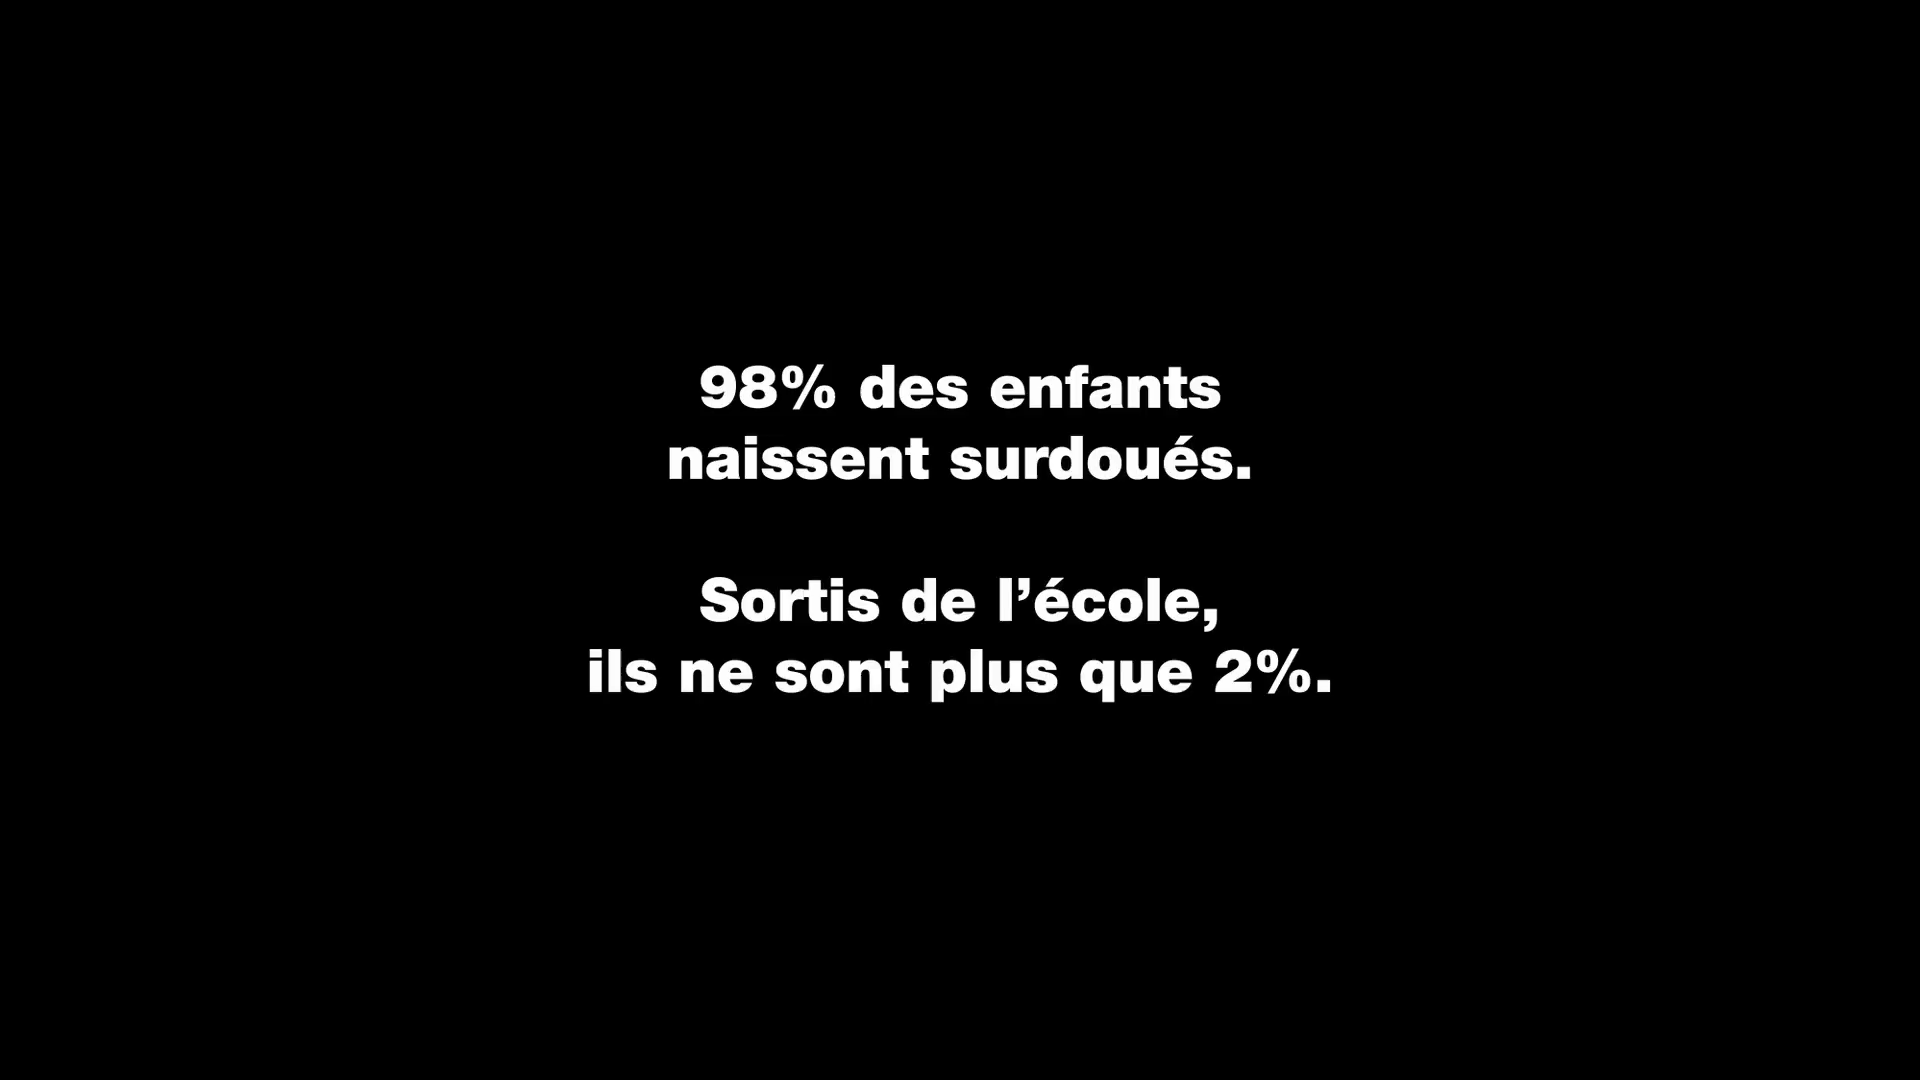 98% des enfants
naissent surdoués.
Sortis de l’école,
ils ne sont plus que 2%.